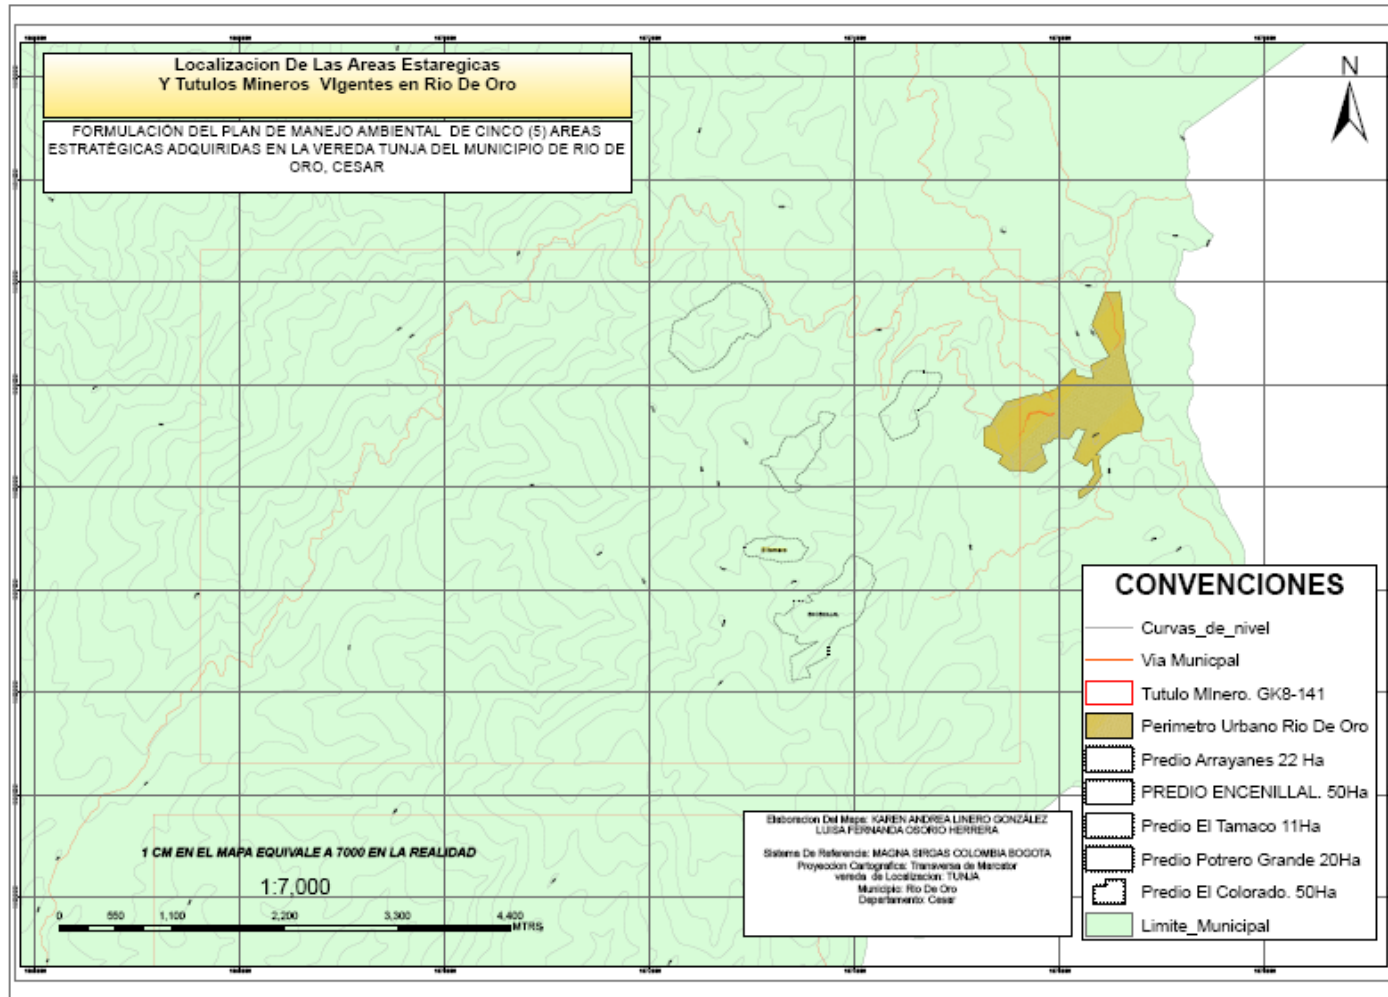 Localizacion De Las Areas Estaregicas
Y Tutulos Mineros VIgentes en Rio De Oro
FORMULACIÓN DEL PLAN DE MANEJO AMBIENTAL DE CINCO (5) AREAS
ESTRATÉGICAS ADQUIRIDAS EN LA VEREDA TUNJA DEL MUNICIPIO DE RIO DE
ORO, CESAR
N
CONVENCIONES
Curvas_de_nivel
Via Municpal
Tutulo MInero. GK8-141
Perimetro Urbano Rio De Oro
Predio Arrayanes 22 Ha
PREDIO ENCENILLAL. 50Ha
Predio El Tamaco 11Ha
Predio Potrero Grande 20Ha
Predio El Colorado. 50Ha
Limite_Municipal
Elaboracion Del Mapa: KAREN ANDREA LINERO GONZÁLEZ
LUISA FERNANDA OSORIO HERRERA
Sistema De Referencia: MAGNA SIRGAS COLOMBIA BOGOTA
Proyeccion Cartografica: Transversa de Mercator
vereda de Localizacion: TUNJA
Municipio: Rio De Oro
Departamento: Cesar
1 CM EN EL MAPA EQUIVALE A 7000 EN LA REALIDAD
1:7,000
0 550 1,100 2,200 3,300 4,400
MTRS